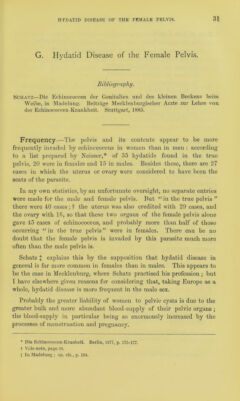 HYDATID DISEASE OF THE FEMALE PELVIS. 31
G. Hydatid Disease of the Female Pelvis.
Bibliography.
SCHATZ—Die Echinococcen der Genitalien und des kleinen Beckens beim
Weibe, in Madelung. Beiträge Mecklenburgischer Aerzte zur Lehre von
der Echinococcen-Krankheit. Stuttgart, 1885.
Frequency.—The pelvis and its contents appear to be more
frequently invaded by echinococcus in women than in men: according
to a list prepared by Neisser,* of 35 hydatids found in the true
pelvis, 20 were in females and 15 in males. Besides these, there are 27
cases in which the uterus or ovary were considered to have been the
seats of the parasite.
In my own statistics, by an unfortunate oversight, no separate entries
were made for the male and female pelvis. But “in the true pelvis”
there were 40 cases;† the uterus was also credited with 29 cases, and
the ovary with 16, so that these two organs of the female pelvis alone
gave 45 cases of echinococcus, and probably more than half of those
occurring “in the true pelvis” were in females. There can be no
doubt that the female pelvis is invaded by this parasite much more
often than the male pelvis is.
Schatz‡ explains this by the supposition that hydatid disease in
general is far more common in females than in males. This appears to
be the case in Mecklenburg, where Schatz practised his profession; but
I have elsewhere given reasons for considering that, taking Europe as a
whole, hydatid disease is more frequent in the male sex.
Probably the greater liability of women to pelvic cysts is due to the
greater bulk and more abundant blood-supply of their pelvic organs;
the blood-supply in particular being so enormously increased by the
processes of menstruation and pregnancy.
* Die Echinococcen-Krankeit. Berlin, 1877, p. 175-177.
† Vide note, page
‡ In Madelung: op. cit., p.